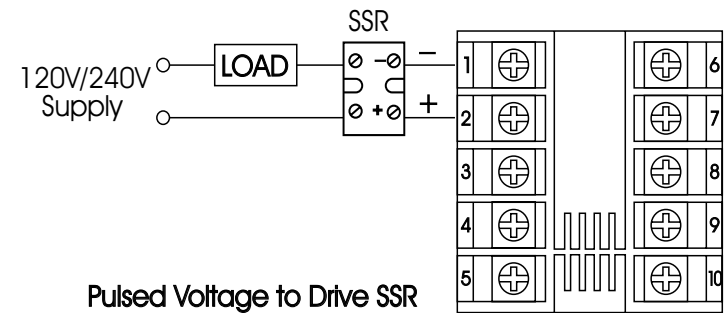 SSR
120V/240V
Supply
LOAD
− −
+ +
1
2
3
4
5
6
7
8
9
10
Pulsed Voltage to Drive SSR